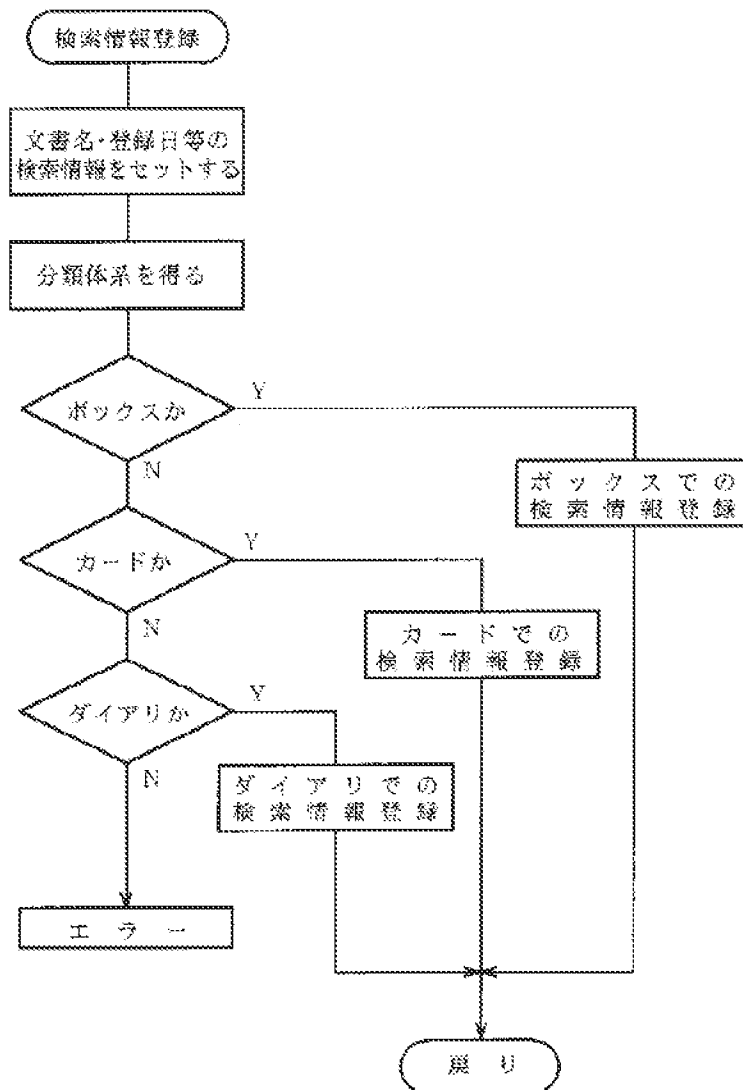 検索情報登録
文書名・登録日等の
検索情報をセットする
分類体系を得る
ボックスか
Y
N
ボックスでの
検索情報登録
カードか
Y
N
カードでの
検索情報登録
ダイアリか
Y
N
ダイアリでの
検索情報登録
エラー
戻り